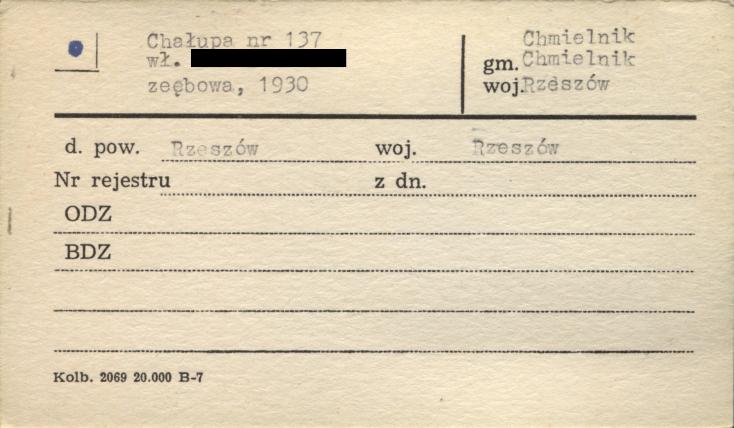 Chałupa nr 137
wł.
zeębowa, 1930
Chmielnik
gm. Chmielnik
woj. Rzeszów
d. pow. Rzeszów woj. Rzeszów
Nr rejestru z dn.
ODZ
BDZ
Kolb. 2069 20.000 B-7